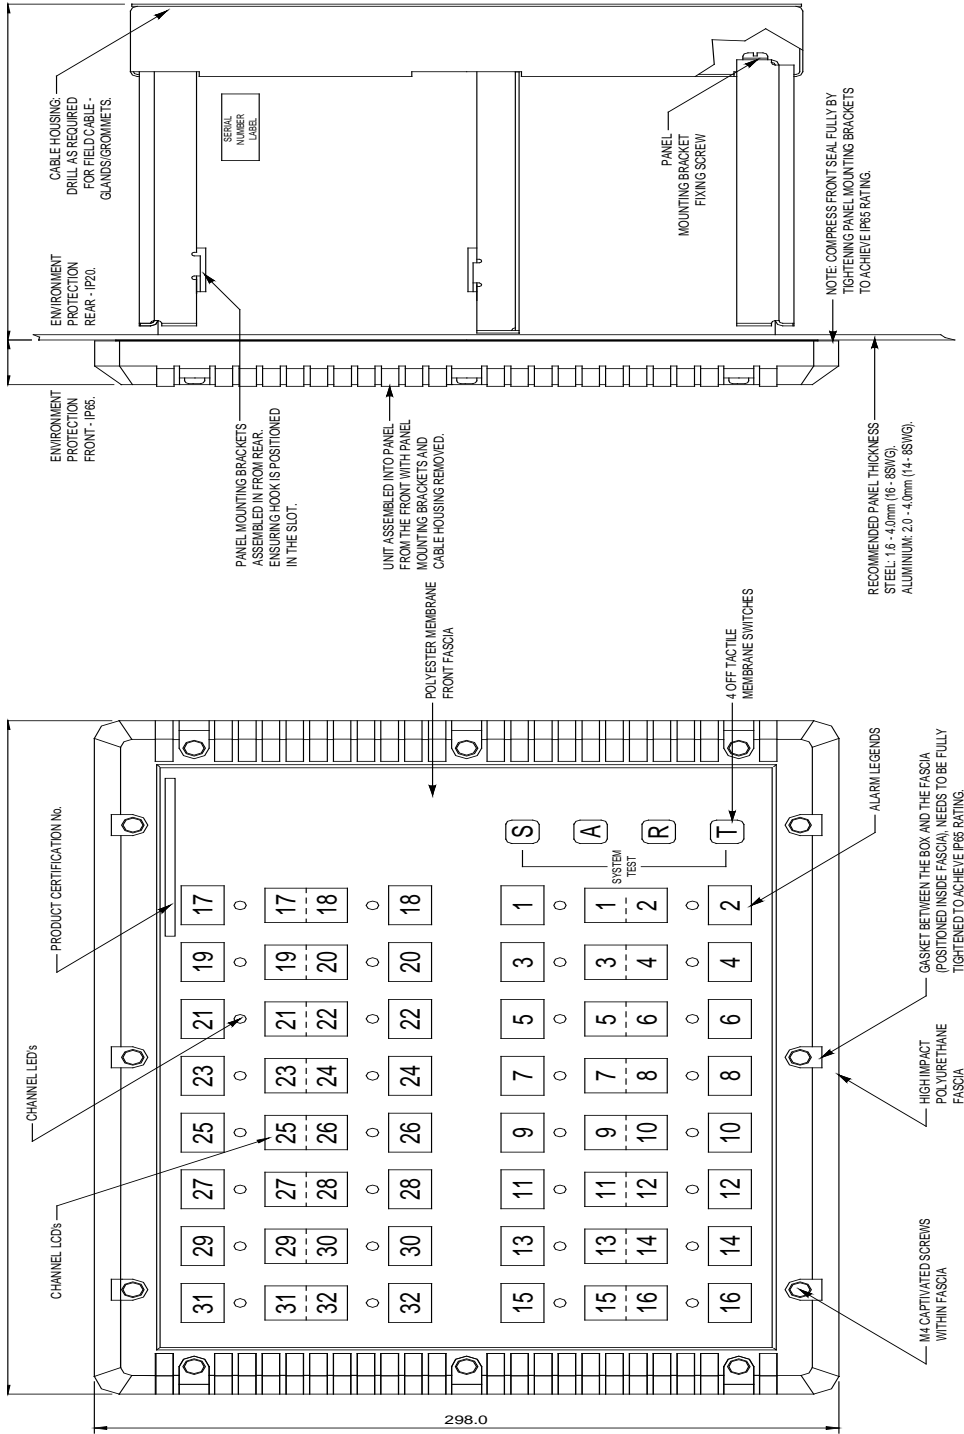 CHANNEL LCD's
CHANNEL LED's
PRODUCT CERTIFICATION No.
31 29 27 25 23 21 19 17
31 29 27 25 23 21 19 17
32 30 28 26 24 22 20 18
32 30 28 26 24 22 20 18
15 13 11 9 7 5 3 1 S
15 13 11 9 7 5 3 1 A
SYSTEM
TEST
16 14 12 10 8 6 4 2 R
16 14 12 10 8 6 4 2 T
298.0
POLYESTER MEMBRANE
FRONT FASCIA
4 OFF TACTILE
MEMBRANE SWITCHES
ALARM LEGENDS
M4 CAPTIVATED SCREWS
WITHIN FASCIA
HIGH IMPACT
POLYURETHANE
FASCIA
GASKET BETWEEN THE BOX AND THE FASCIA
(POSITIONED INSIDE FASCIA), NEEDS TO BE FULLY
TIGHTENED TO ACHIEVE IP65 RATING.
ENVIRONMENT
PROTECTION
FRONT - IP65.
ENVIRONMENT
PROTECTION
REAR - IP20.
CABLE HOUSING:
DRILL AS REQUIRED
FOR FIELD CABLE -
GLANDS/GROMMETS.
SERIAL
NUMBER
LABEL
PANEL MOUNTING BRACKETS
ASSEMBLED IN FROM REAR.
ENSURING HOOK IS POSITIONED
IN THE SLOT.
UNIT ASSEMBLED INTO PANEL
FROM THE FRONT WITH PANEL
MOUNTING BRACKETS AND
CABLE HOUSING REMOVED.
PANEL
MOUNTING BRACKET
FIXING SCREW
NOTE: COMPRESS FRONT SEAL FULLY BY
TIGHTENING PANEL MOUNTING BRACKETS
TO ACHIEVE IP65 RATING.
RECOMMENDED PANEL THICKNESS
STEEL: 1.6 - 4.0mm (16 - 8SWG).
ALUMINIUM: 2.0 - 4.0mm (14 - 8SWG).